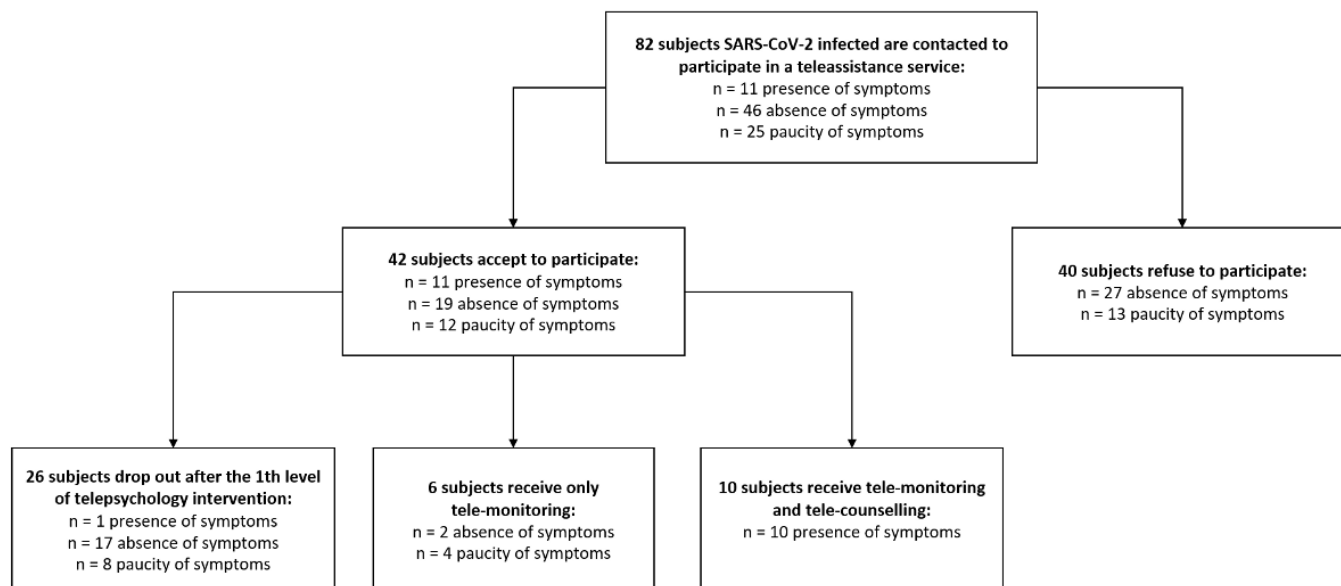 82 subjects SARS-CoV-2 infected are contacted to
participate in a teleassistance service:
n = 11 presence of symptoms
n = 46 absence of symptoms
n = 25 paucity of symptoms
42 subjects accept to participate:
n = 11 presence of symptoms
n = 19 absence of symptoms
n = 12 paucity of symptoms
40 subjects refuse to participate:
n = 27 absence of symptoms
n = 13 paucity of symptoms
26 subjects drop out after the 1th level
of telepsychology intervention:
n = 1 presence of symptoms
n = 17 absence of symptoms
n = 8 paucity of symptoms
6 subjects receive only
tele-monitoring:
n = 2 absence of symptoms
n = 4 paucity of symptoms
10 subjects receive tele-monitoring
and tele-counselling:
n = 10 presence of symptoms